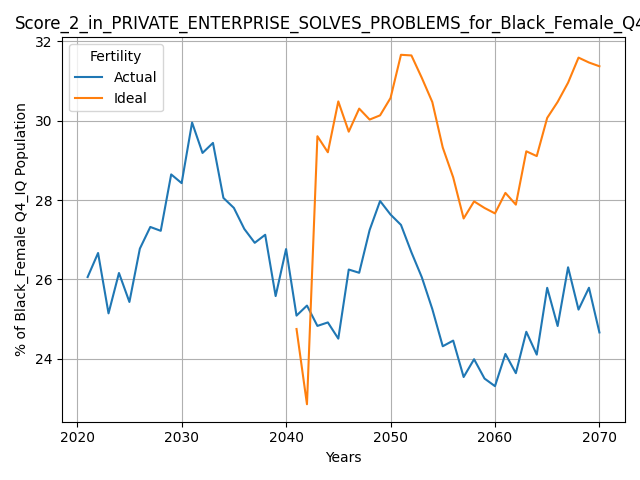 Score_2_in_PRIVATE_ENTERPRISE_SOLVES_PROBLEMS_for_Black_Female_Q4
Fertility
Actual
Ideal
% of Black_Female Q4_IQ Population
32
30
28
26
24
2020
2030
2040
2050
2060
2070
Years